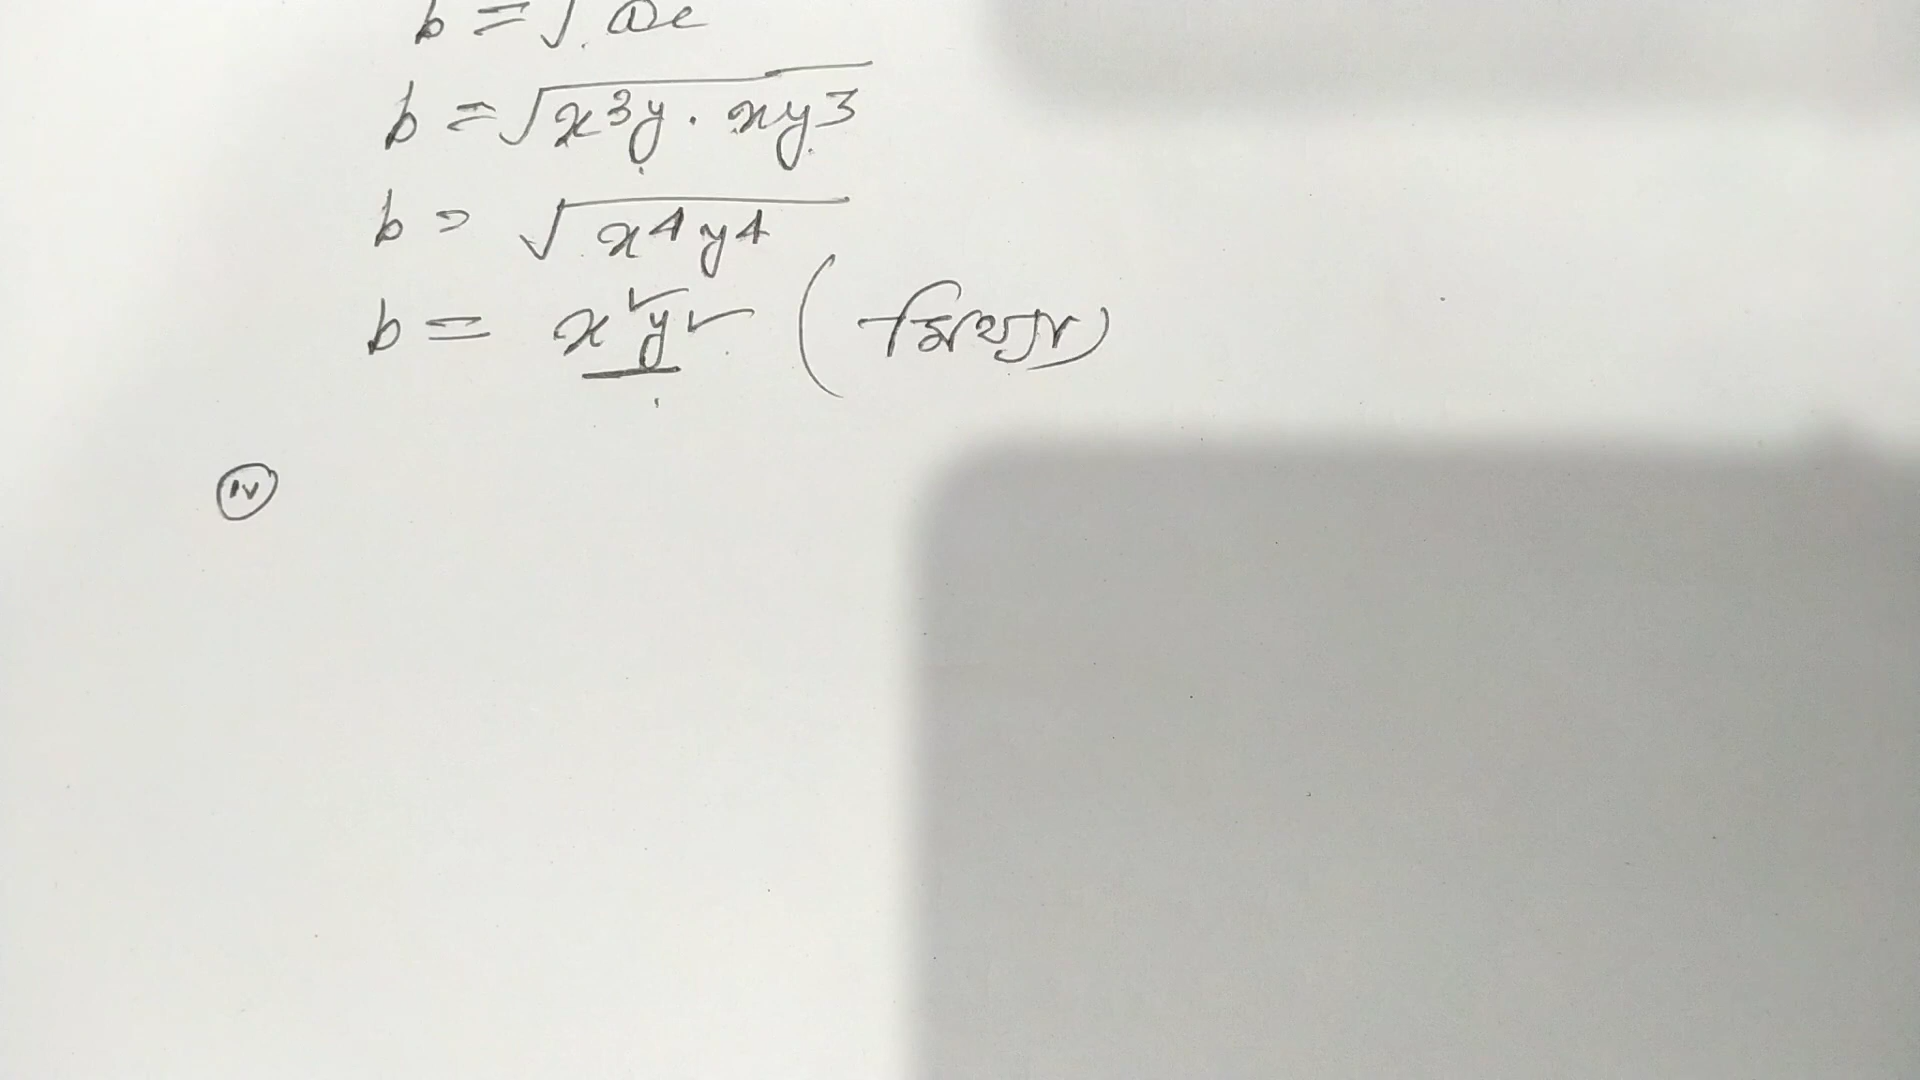 b = √ac
b = √x³y . xy³
b = √x⁴y⁴
b = x²y² (মিথ্যা)
iv